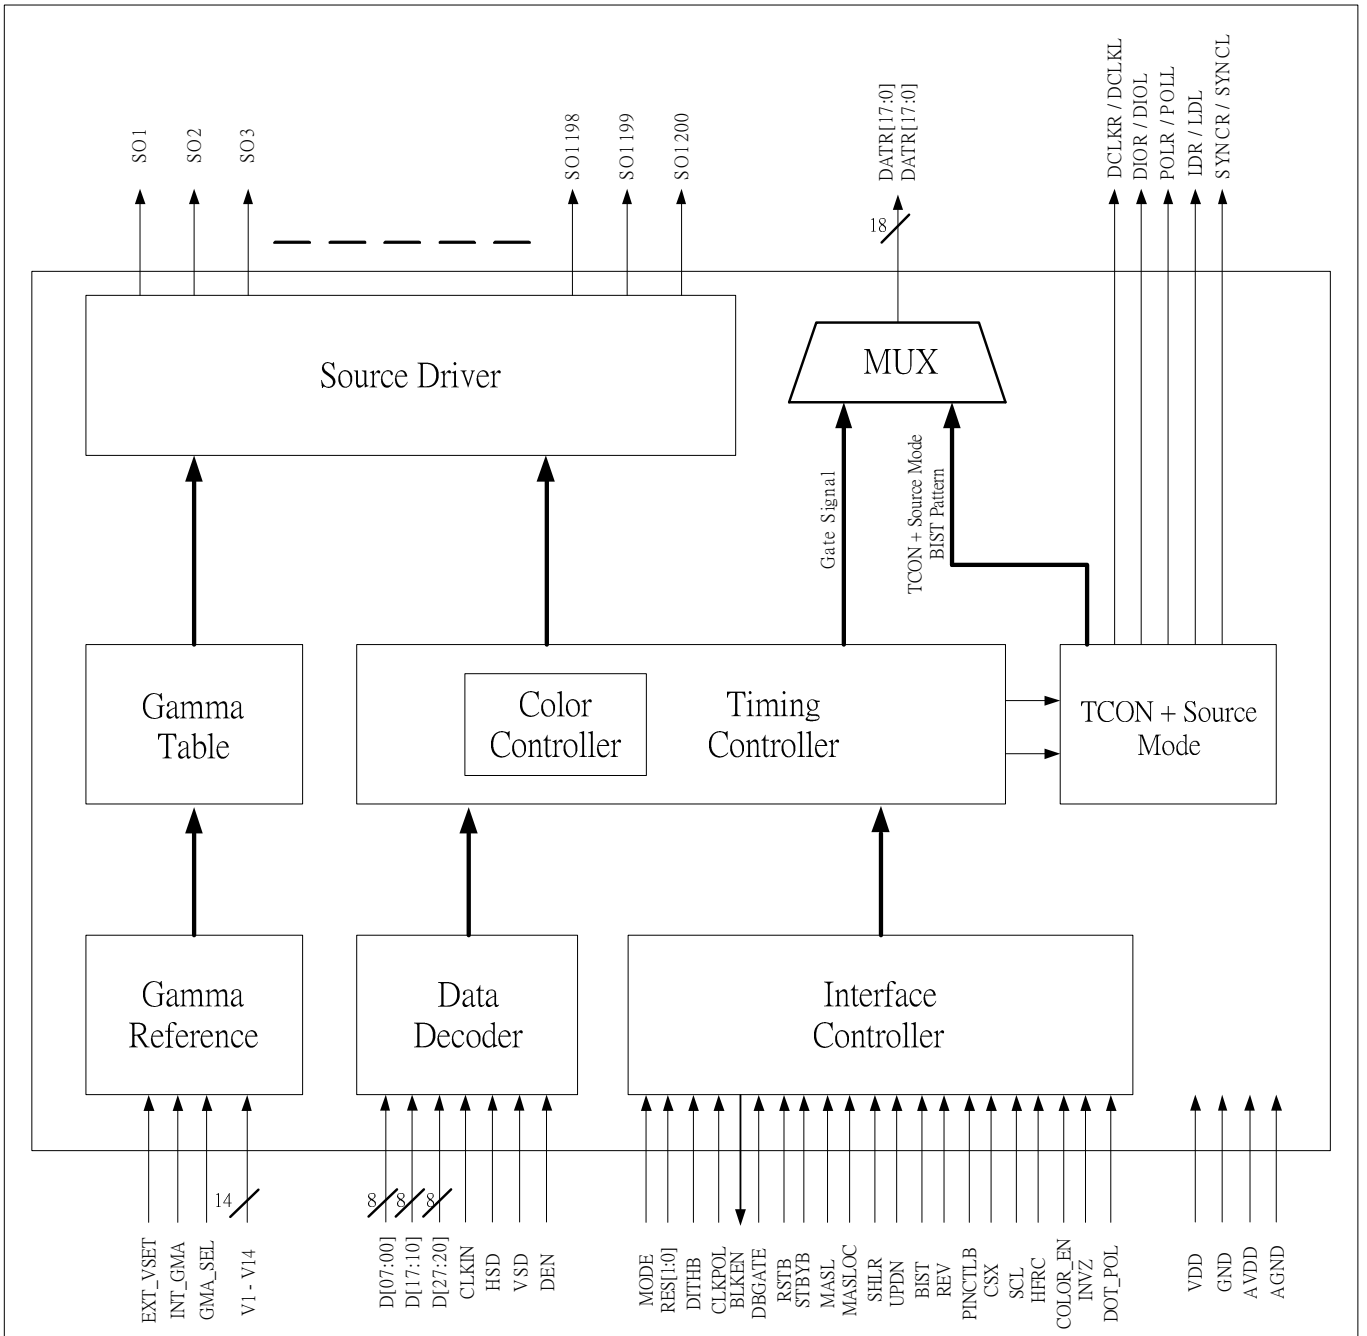 SO1
SO2
SO3
SO1198
SO1199
SO1200
DATR[17:0]
DATR[17:0]
DCLKR / DCLKL
DIOR / DIOL
POLR / POLL
LDR / LDL
SYNCR / SYNCL
18
Source Driver
MUX
Gate Signal
TCON + Source Mode
BIST Pattern
Gamma
Table
Color
Controller
Timing
Controller
TCON + Source
Mode
Gamma
Reference
Data
Decoder
Interface
Controller
14
8
8
8
EXT_VSET
INT_GMA
GMA_SEL
V1 - V14
D[07:00]
D[17:10]
D[27:20]
CLKIN
HSD
VSD
DEN
MODE
RES[1:0]
DITHB
CLKPOL
BLKEN
DBGATE
RSTB
STBYB
MASL
MASLOC
SHLR
UPDN
BIST
REV
PINCTLB
CSX
SCL
HFRC
COLOR_EN
INVZ
DOT_POL
VDD
GND
AVDD
AGND